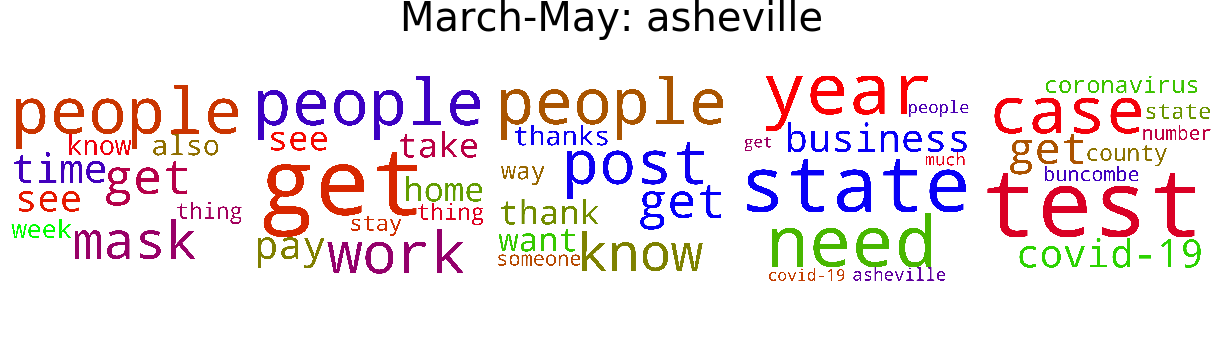 March-May: asheville
people
know also
time get
see
thing
week mask
people
see take
get
home
thing
stay
pay work
people
thanks
post
way
get
thank
want
someone know
year
people
business
get
much
state
need
covid-19 asheville
coronavirus
case
state
number
get county
buncombe
test
covid-19